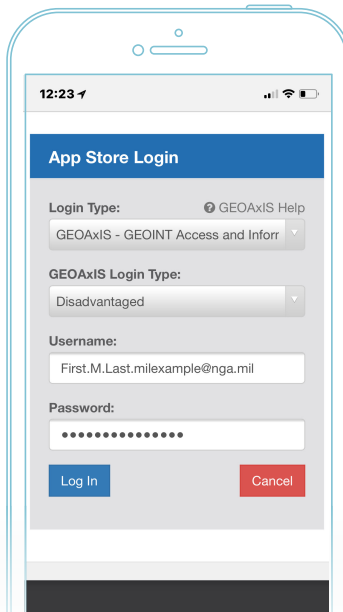 12:23
App Store Login
Login Type:
GEOAxIS Help
GEOAxIS - GEOINT Access and Inforr
GEOAxIS Login Type:
Disadvantaged
Username:
First.M.Last.milexample@nga.mil
Password:
●●●●●●●●●●●●●●●
Log In
Cancel